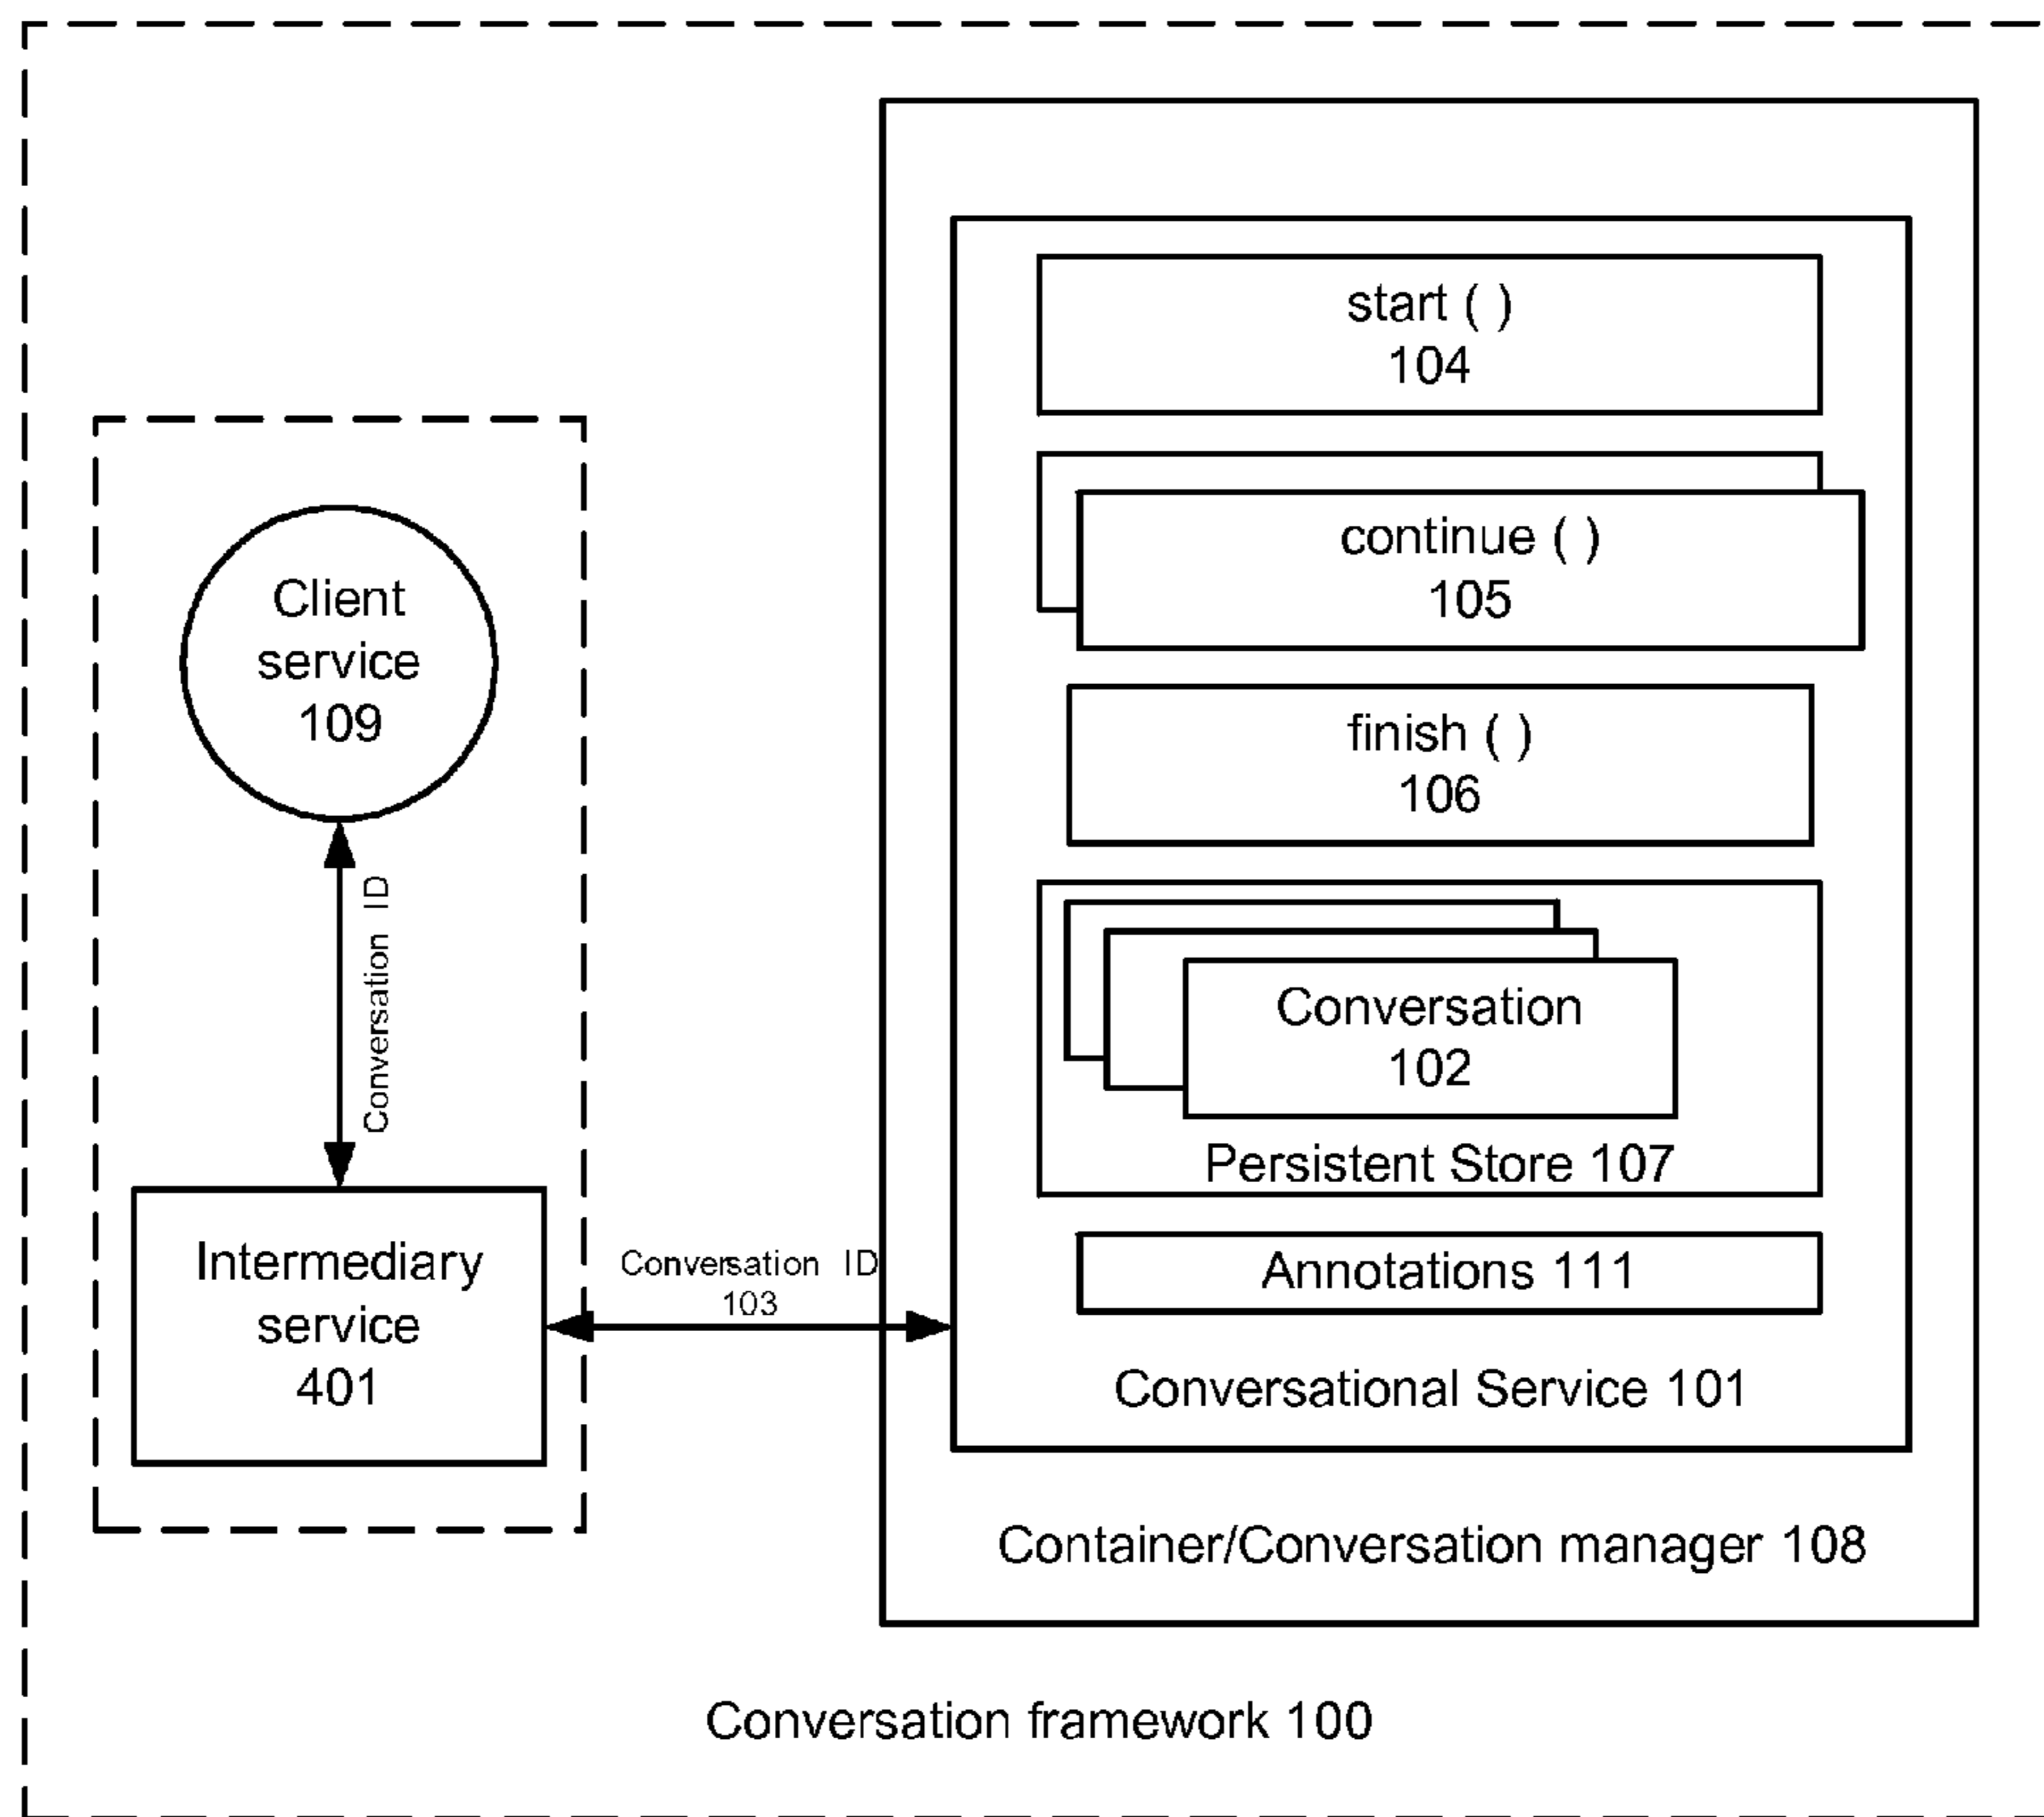 start ( )
104
continue ( )
105
finish ( )
106
Conversation
102
Persistent Store 107
Annotations 111
Conversational Service 101
Container/Conversation manager 108
Client
service
109
Conversation ID
Intermediary
service
401
Conversation ID
103
Conversation framework 100